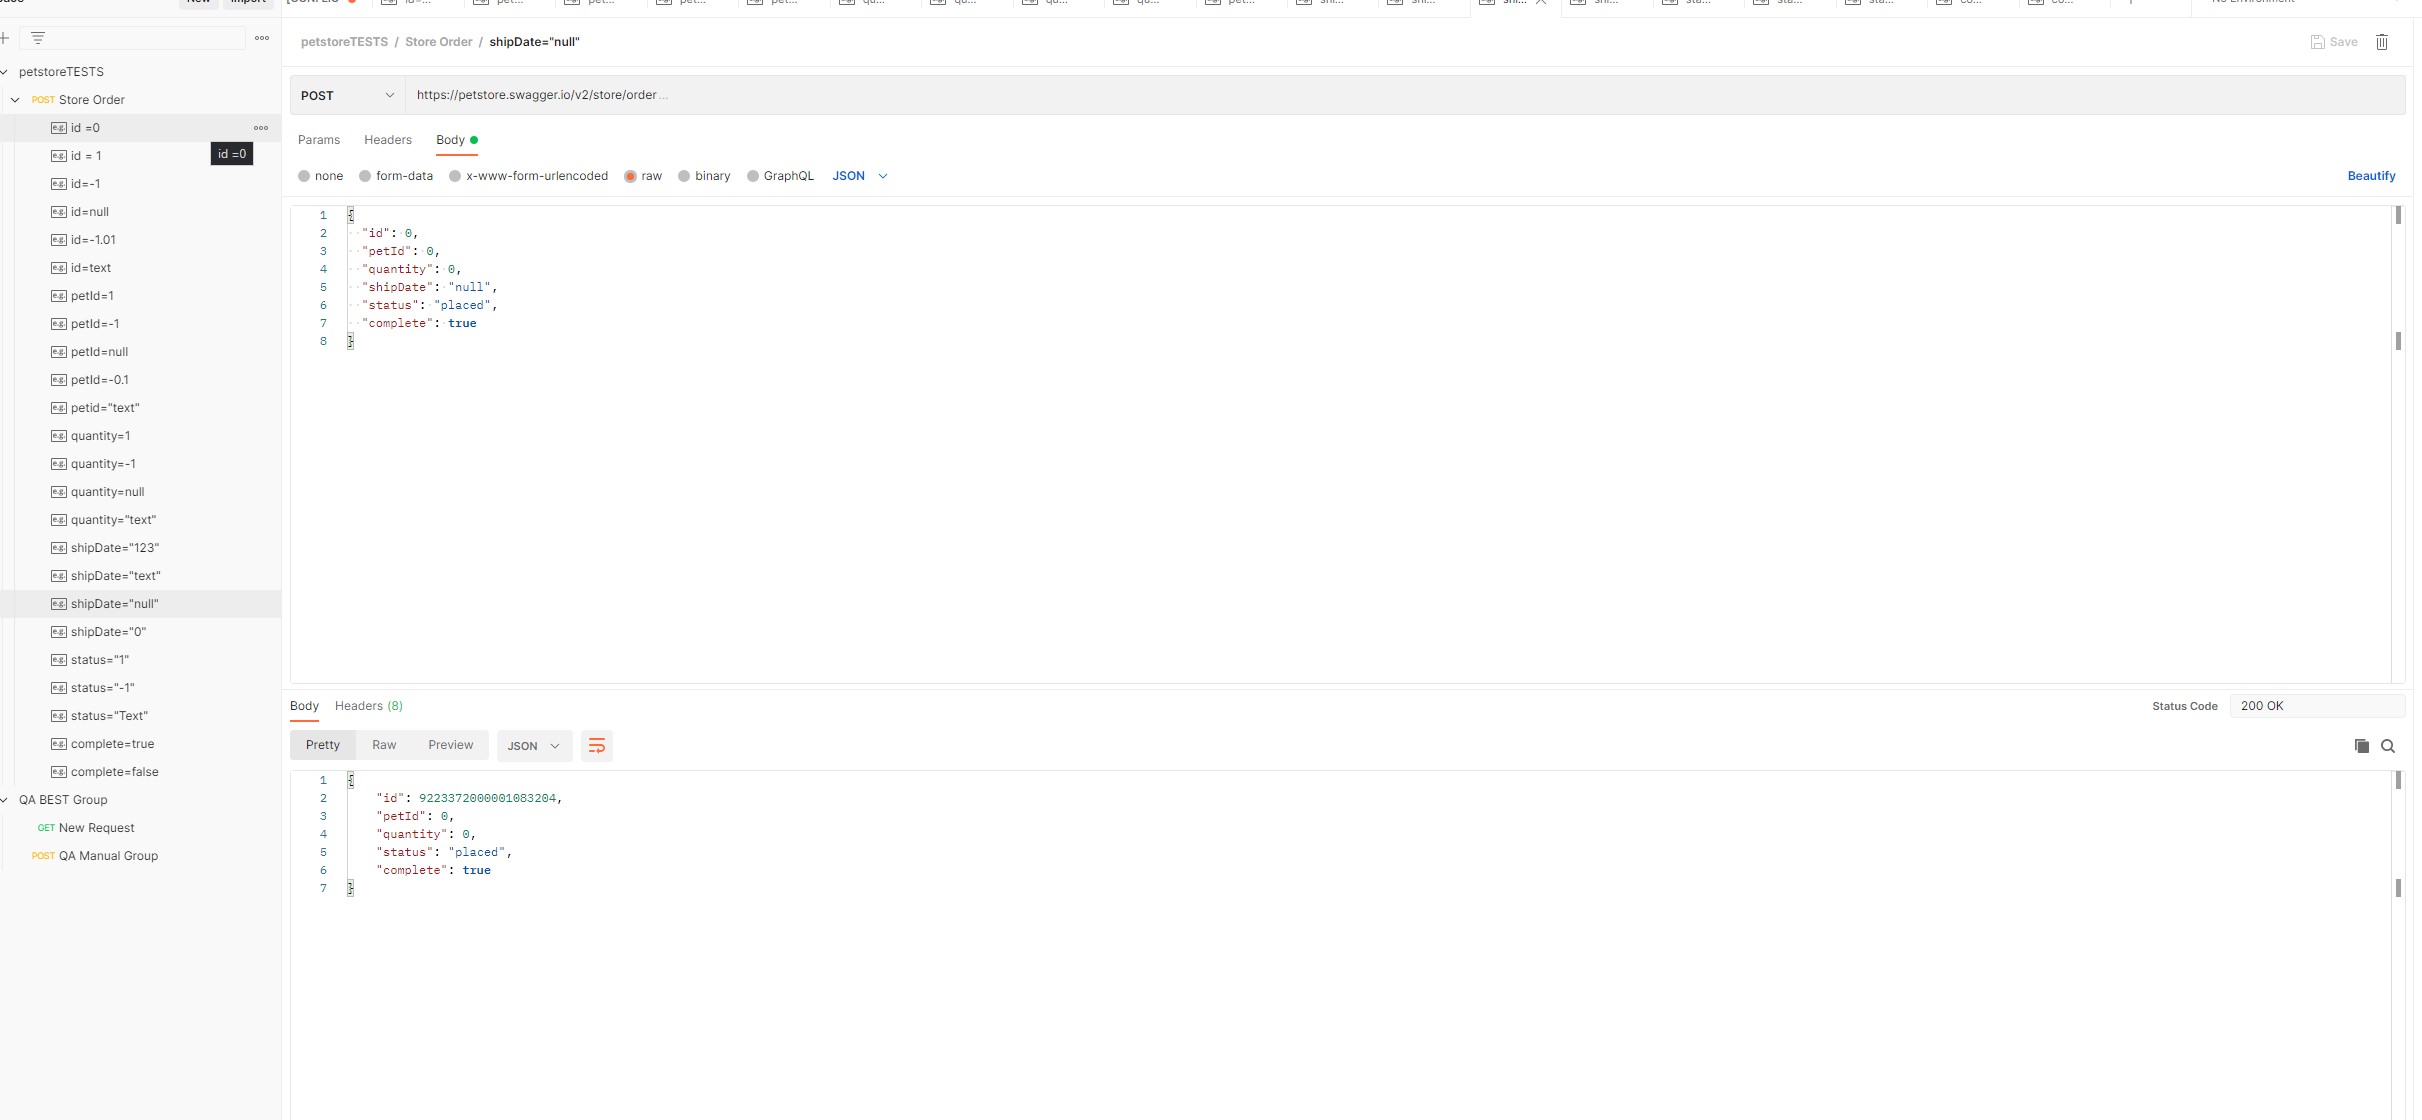 New Import
petstoreTESTS
POST Store Order
id =0
id = 1
id =0
id=-1
id=null
id=-1.01
id=text
petId=1
petId=-1
petId=null
petId=-0.1
petid="text"
quantity=1
quantity=-1
quantity=null
quantity="text"
shipDate="123"
shipDate="text"
shipDate="null"
shipDate="0"
status="1"
status="-1"
status="Text"
complete=true
complete=false
QA BEST Group
GET New Request
POST QA Manual Group
No Environment
petstoreTESTS / Store Order / shipDate="null"
Save
POST https://petstore.swagger.io/v2/store/order...
Params Headers Body
none form-data x-www-form-urlencoded raw binary GraphQL JSON Beautify
1 {
2 "id": 0,
3 "petId": 0,
4 "quantity": 0,
5 "shipDate": "null",
6 "status": "placed",
7 "complete": true
8 }
Body Headers (8) Status Code 200 OK
Pretty Raw Preview JSON
1 {
2 "id": 9223372000001083204,
3 "petId": 0,
4 "quantity": 0,
5 "status": "placed",
6 "complete": true
7 }